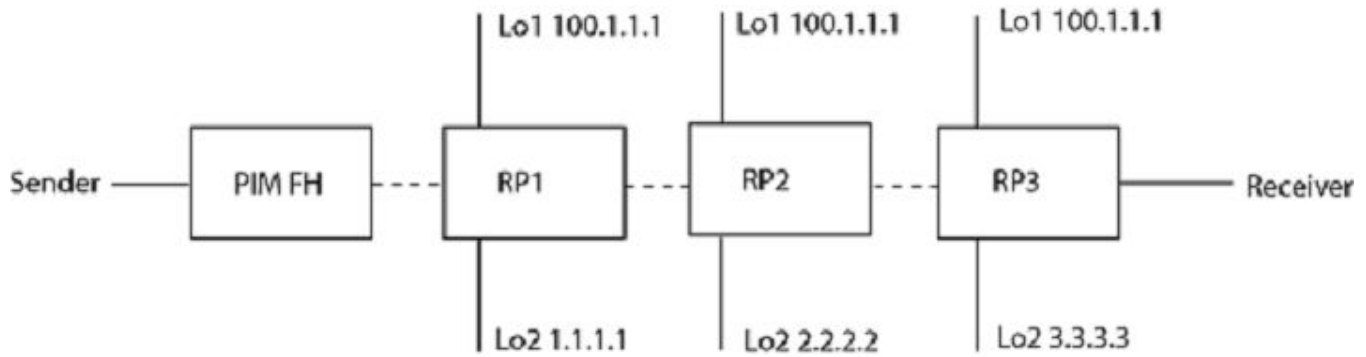 Lo1 100.1.1.1
Lo1 100.1.1.1
Lo1 100.1.1.1
Sender
PIM FH
RP1
RP2
RP3
Receiver
Lo2 1.1.1.1
Lo2 2.2.2.2
Lo2 3.3.3.3